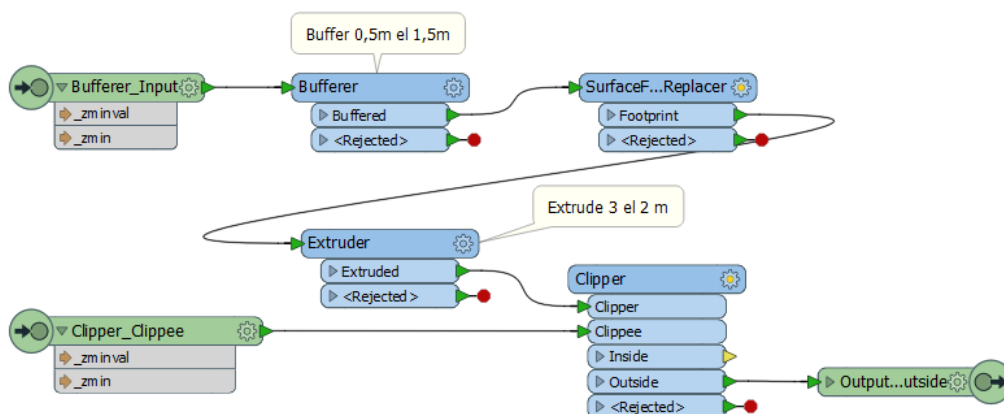 Buffer 0,5m el 1,5m
Bufferer_Input
_zminval
_zmin
Bufferer
Buffered
<Rejected>
SurfaceF...Replacer
Footprint
<Rejected>
Extrude 3 el 2 m
Extruder
Extruded
<Rejected>
Clipper_Clippee
_zminval
_zmin
Clipper
Clipper
Clippee
Inside
Outside
<Rejected>
Output...utside